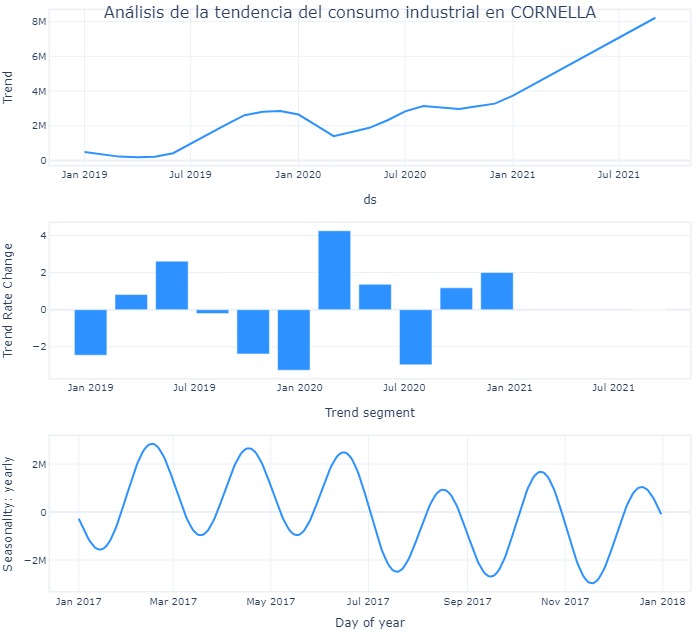 Análisis de la tendencia del consumo industrial en CORNELLA
8M
6M
4M
2M
0
Trend
Jan 2019 Jul 2019 Jan 2020 Jul 2020 Jan 2021 Jul 2021
ds
4
2
0
−2
Trend Rate Change
Jan 2019 Jul 2019 Jan 2020 Jul 2020 Jan 2021 Jul 2021
Trend segment
2M
0
−2M
Seasonality: yearly
Jan 2017 Mar 2017 May 2017 Jul 2017 Sep 2017 Nov 2017 Jan 2018
Day of year